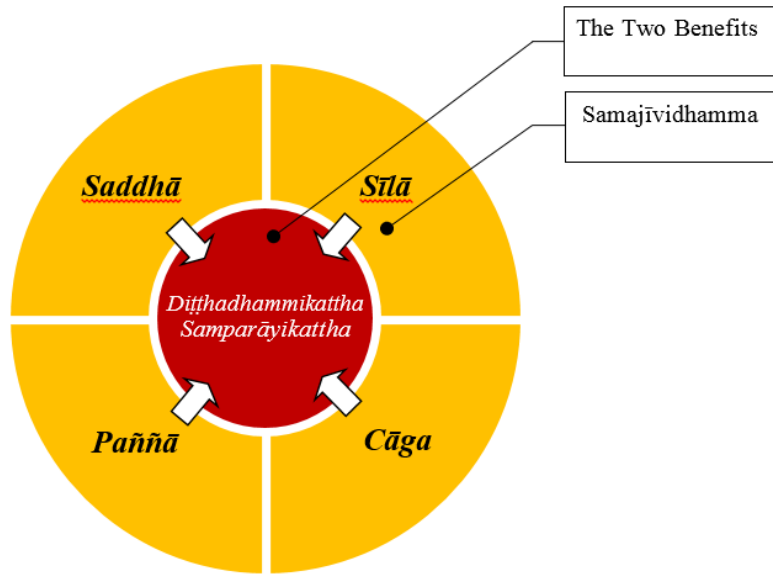 The Two Benefits
Samajīvidhamma
Saddhā
Sīlā
Diṭṭhadhammikattha
Samparāyikattha
Paññā
Cāga